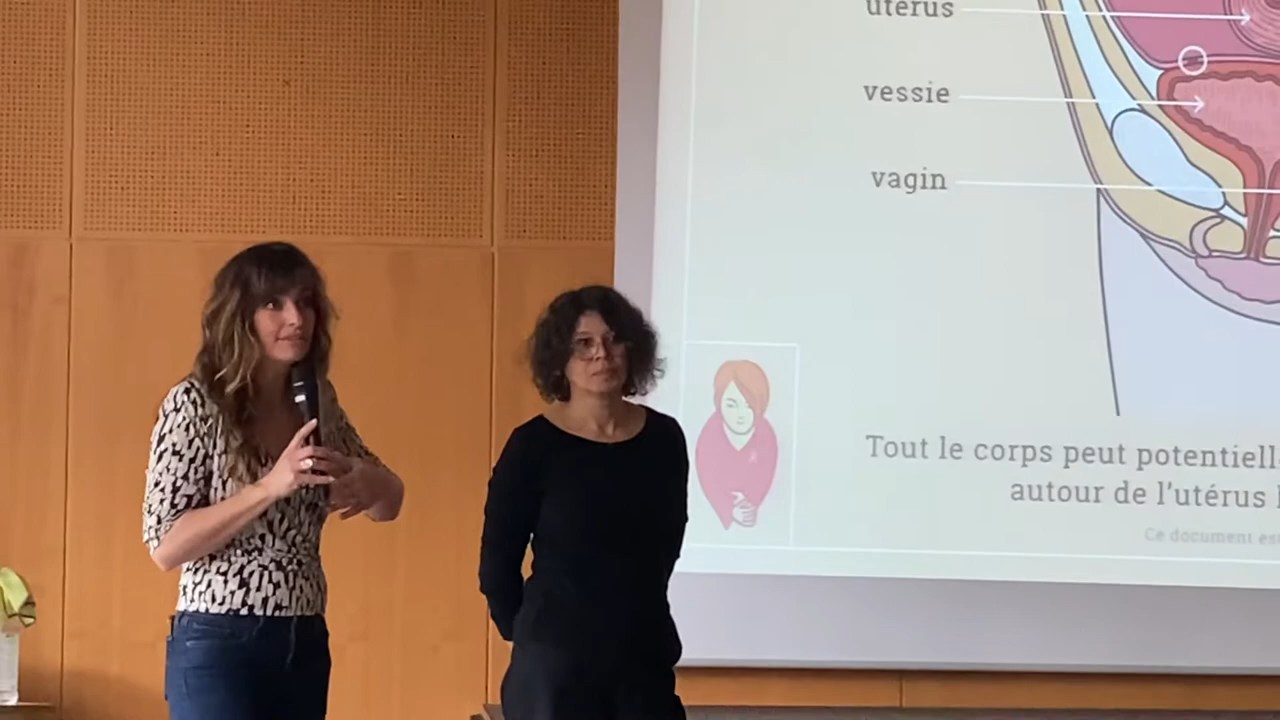 utérus
vessie
vagin
Tout le corps peut potentiell
autour de l'utérus
Ce document est